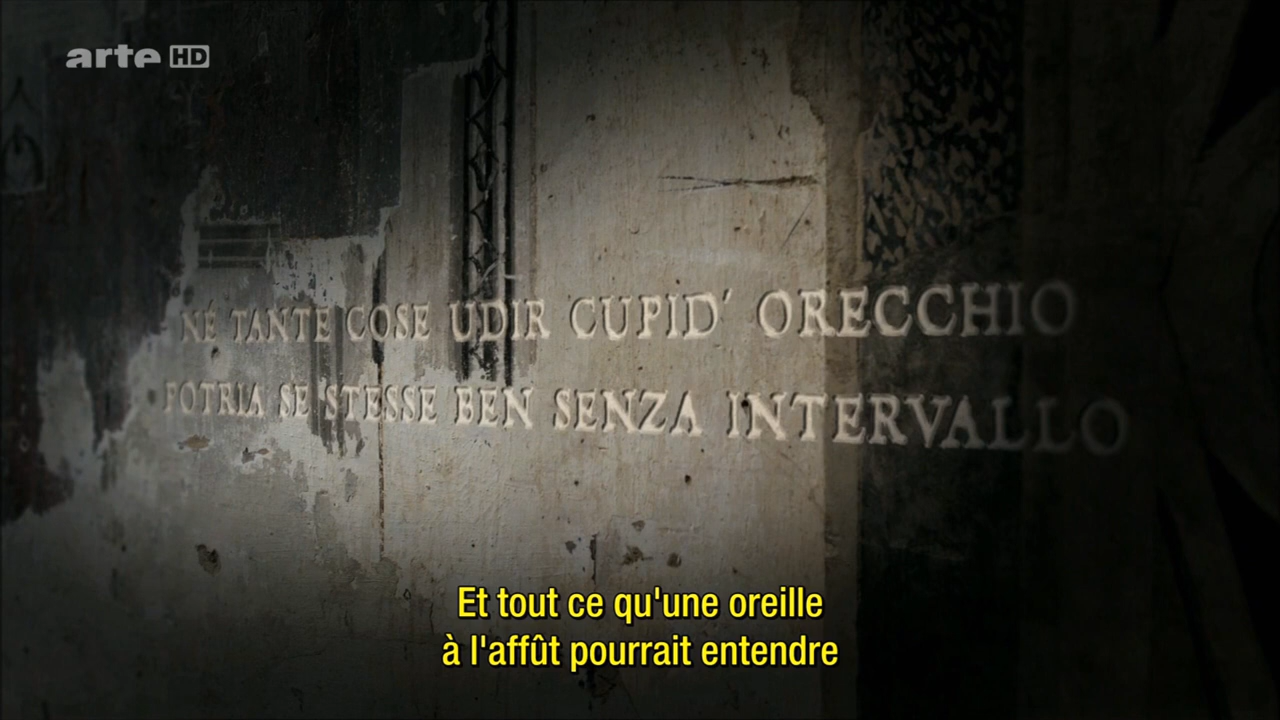 arte HD
NÉ TANTE COSE UDIR CUPID' ORECCHIO
POTRIA SE STESSE BEN SENZA INTERVALLO
Et tout ce qu'une oreille
à l'affût pourrait entendre